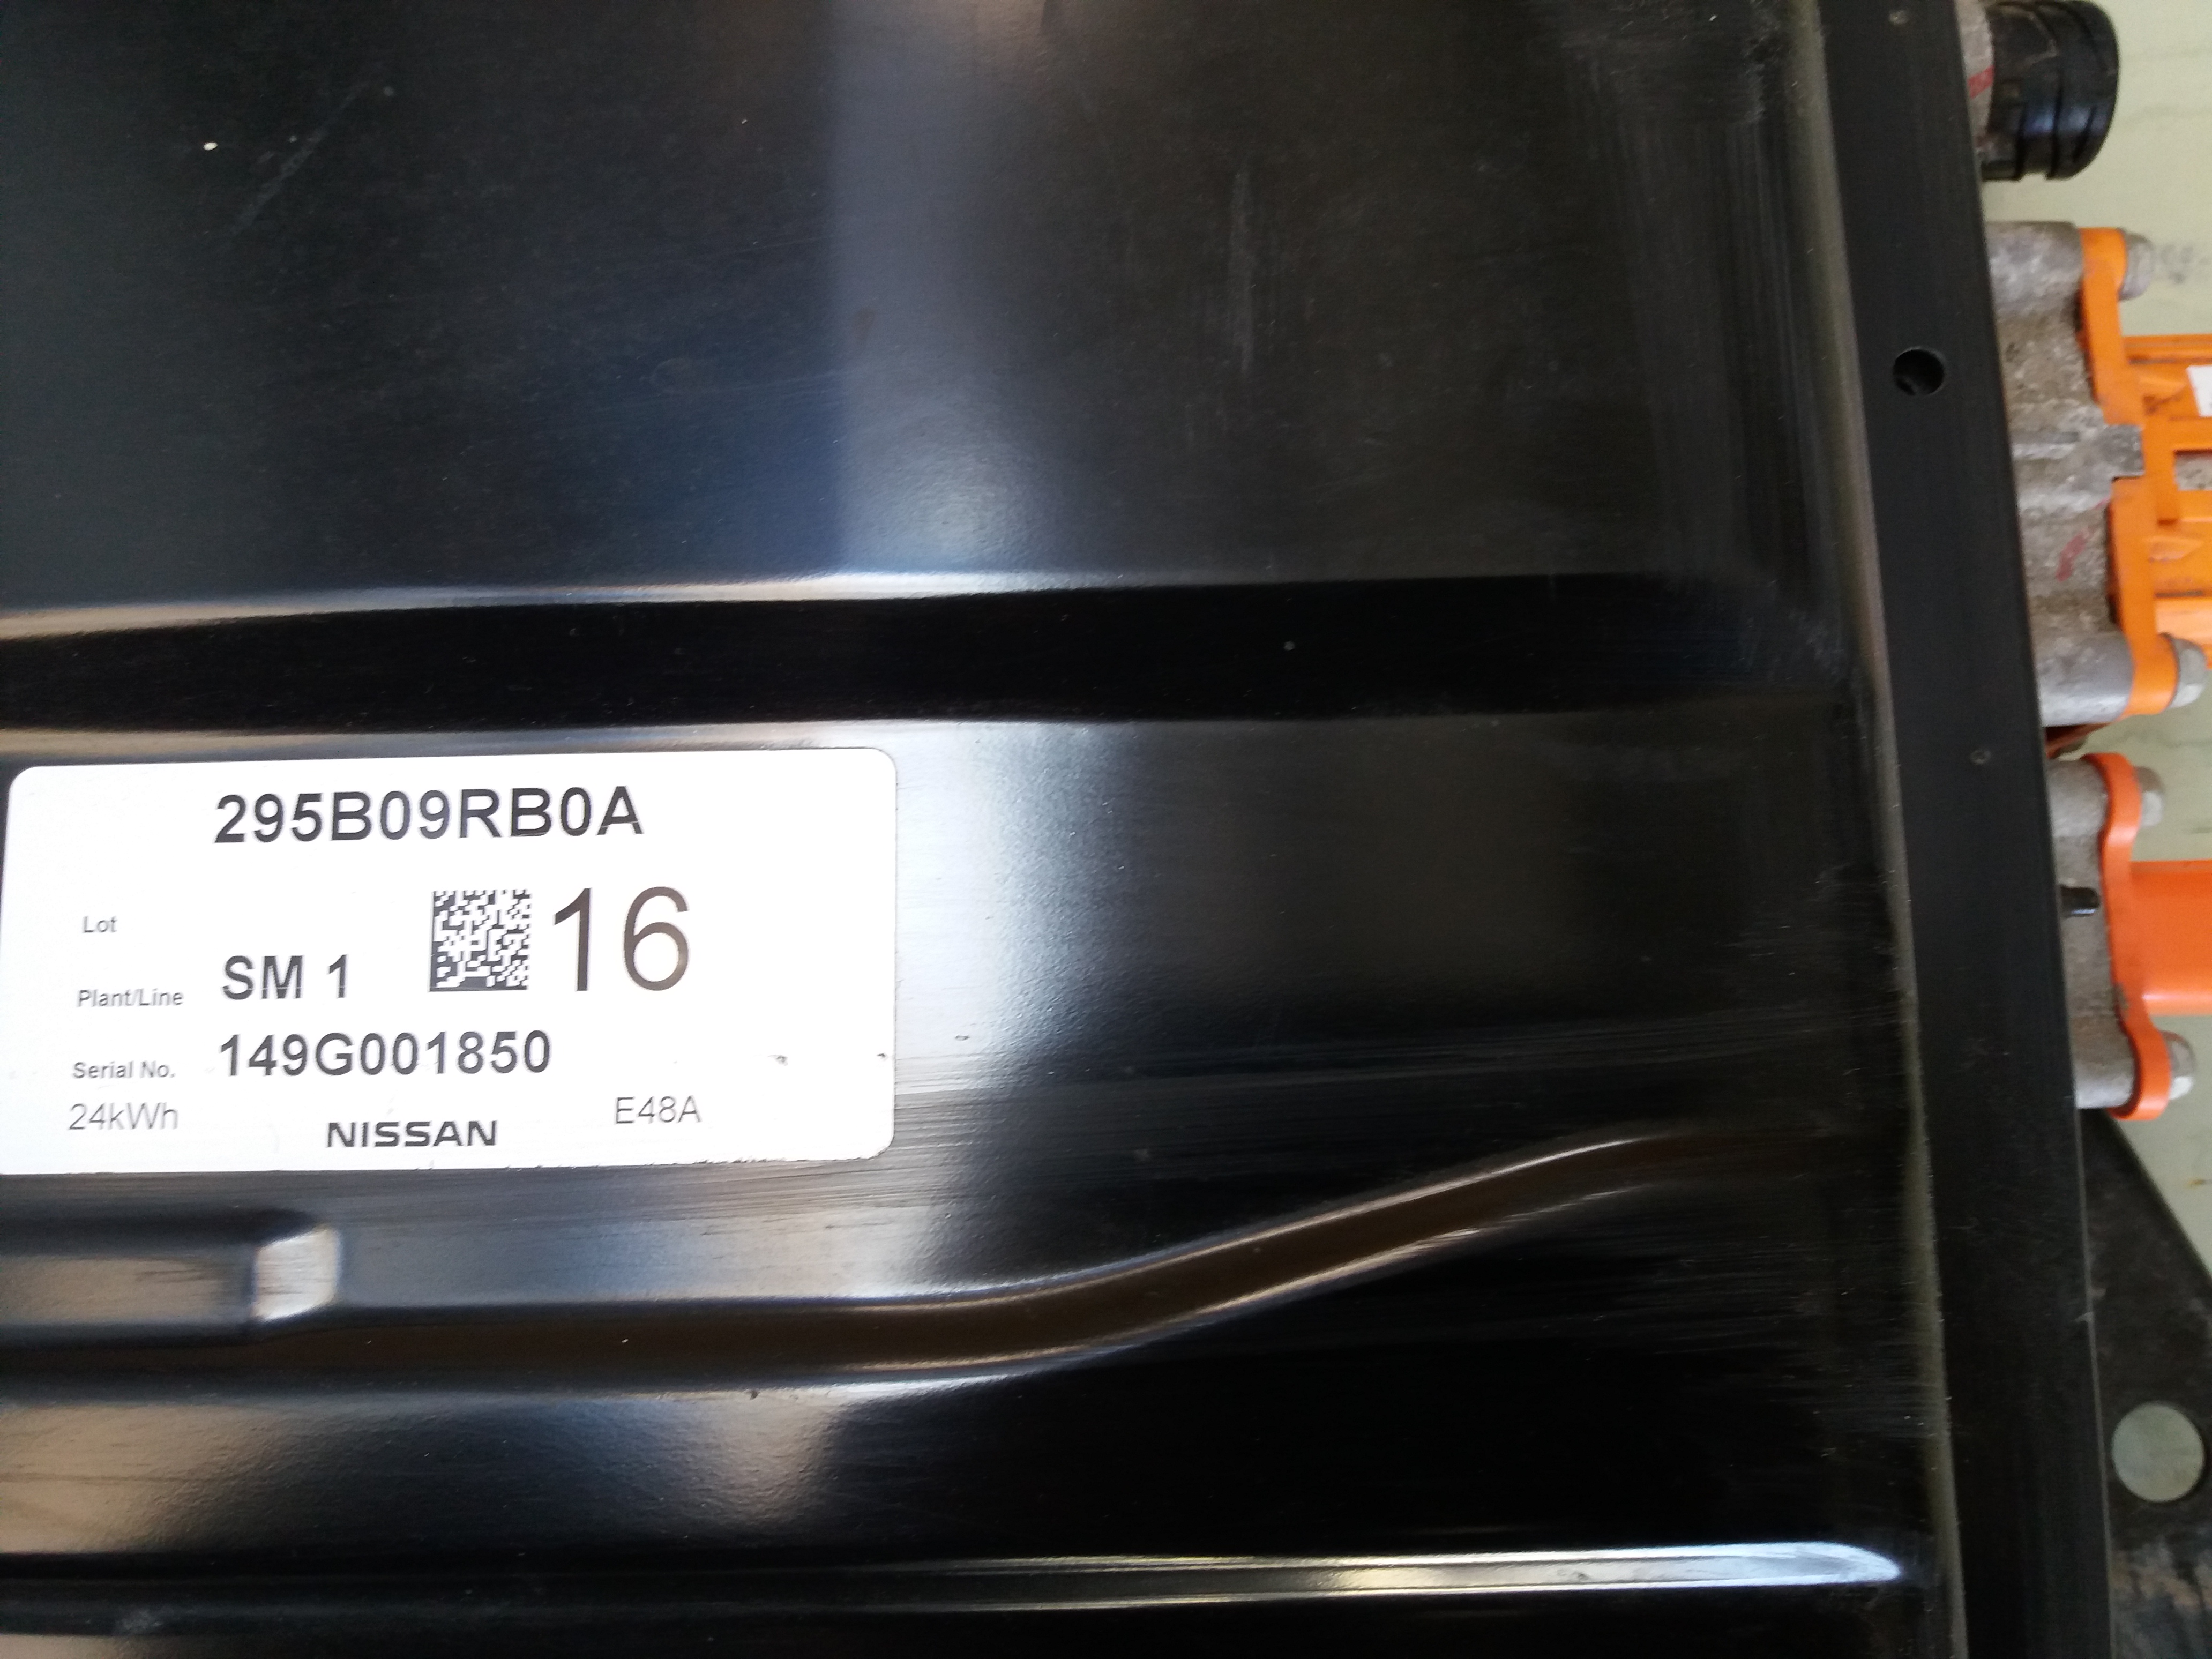 295B09RB0A
Lot
16
Plant/Line SM 1
Serial No. 149G001850
24kWh NISSAN E48A